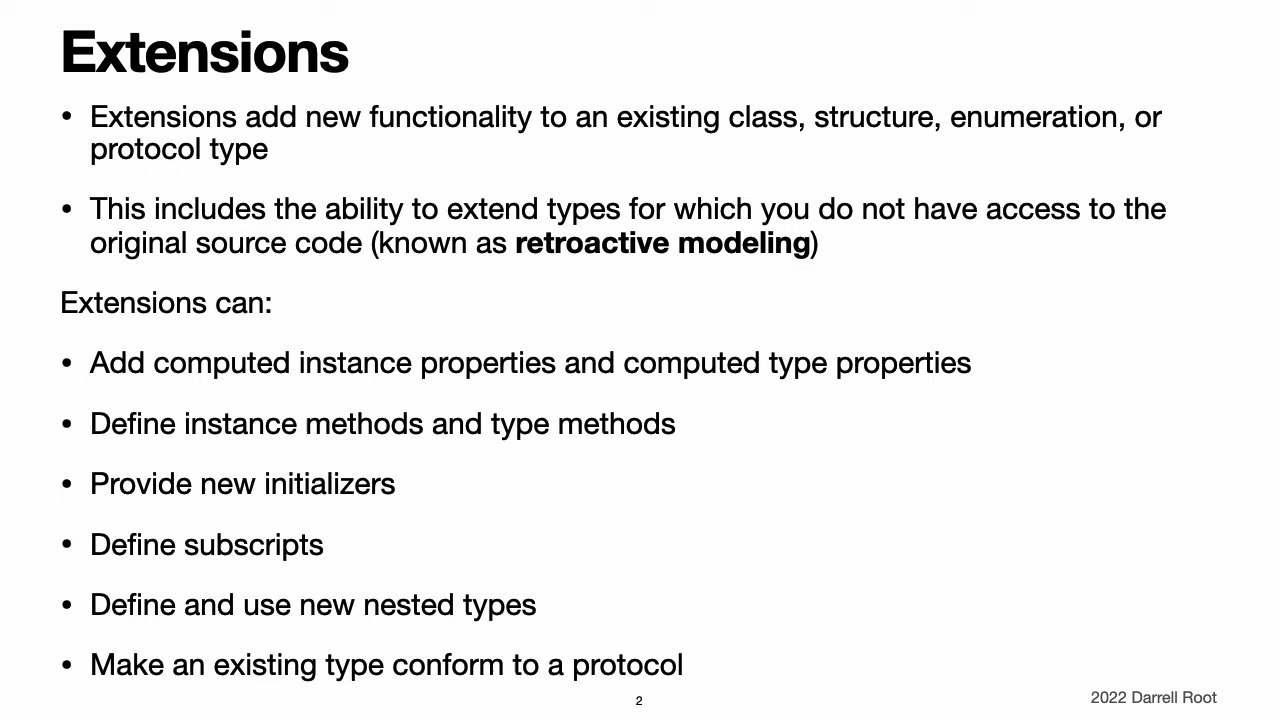 Extensions
• Extensions add new functionality to an existing class, structure, enumeration, or
protocol type
• This includes the ability to extend types for which you do not have access to the
original source code (known as retroactive modeling)
Extensions can:
• Add computed instance properties and computed type properties
• Define instance methods and type methods
• Provide new initializers
• Define subscripts
• Define and use new nested types
• Make an existing type conform to a protocol
2
2022 Darrell Root